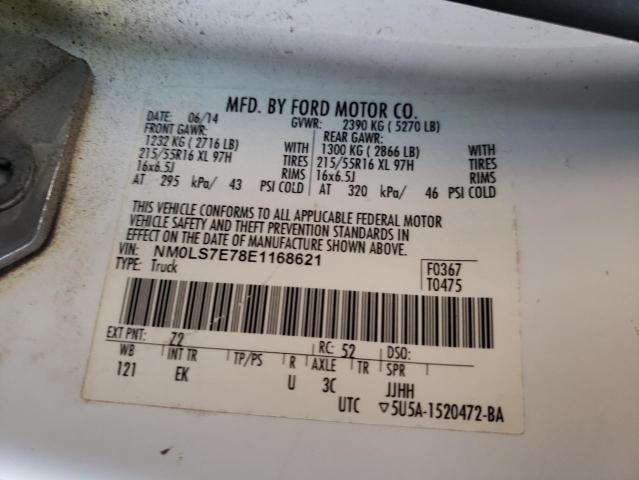 MFD. BY FORD MOTOR CO.
DATE: 06/14 GVWR: 2390 KG ( 5270 LB)
FRONT GAWR: REAR GAWR:
1232 KG ( 2716 LB) WITH 1300 KG ( 2866 LB) WITH
215/55R16 XL 97H TIRES 215/55R16 XL 97H TIRES
16x6.5J RIMS 16x6.5J RIMS
AT 295 kPa/ 43 PSI COLD AT 320 kPa/ 46 PSI COLD
THIS VEHICLE CONFORMS TO ALL APPLICABLE FEDERAL MOTOR
VEHICLE SAFETY AND THEFT PREVENTION STANDARDS IN
EFFECT ON THE DATE OF MANUFACTURE SHOWN ABOVE.
VIN: NM0LS7E78E1168621 F0367
TYPE: Truck T0475
EXT PNT: Z2 RC: 52 DSO:
WB INT TR TP/PS R AXLE TR SPR
121 EK U 3C JJHH
UTC ▽5U5A-1520472-BA